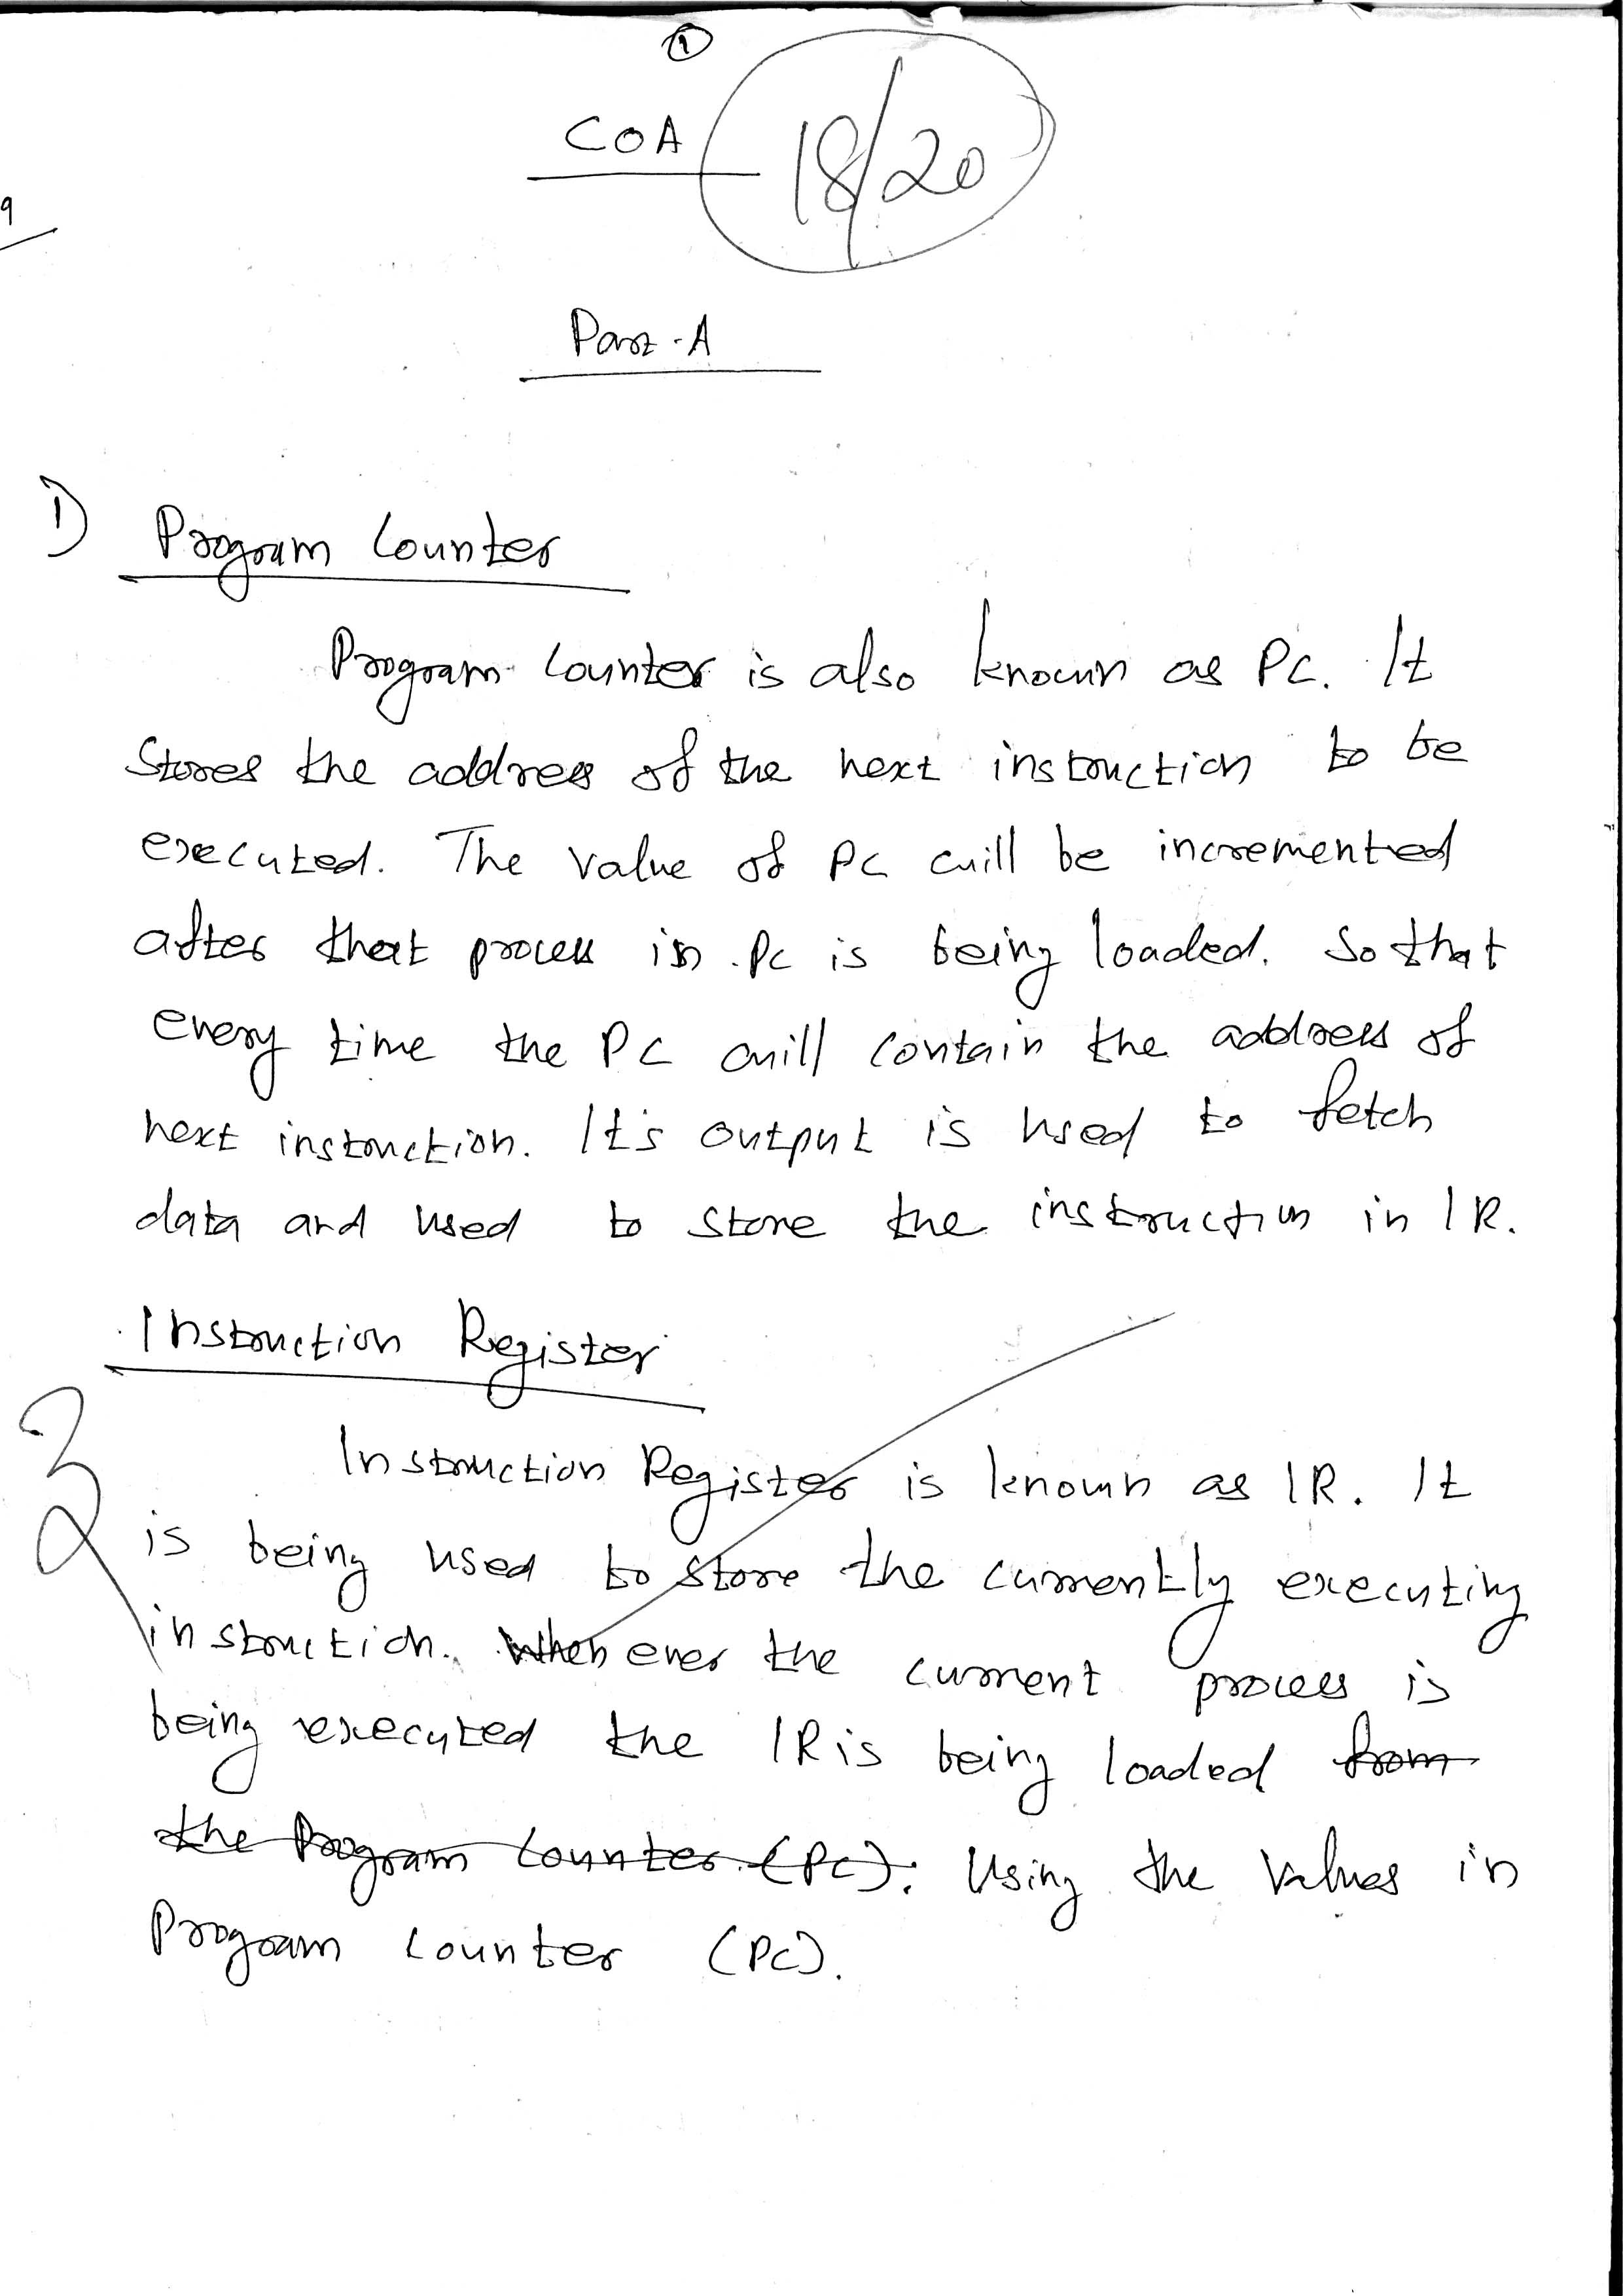 1
COA
18/20
9
Part-A
1) Program Counter
Program Counter is also known as PC. It
Stores the address of the next instruction to be
executed. The value of PC will be incremented
after that process in PC is being loaded. So that
every time the PC will contain the address of
next instruction. It's output is used to fetch
data and used to store the instruction in IR.
Instruction Register
Instruction Register is known as IR. It
is being used to store the currently executing
instruction. When ever the current process is
being executed the IR is being loaded from
the Program Counter (PC). Using the values in
Program Counter (PC).